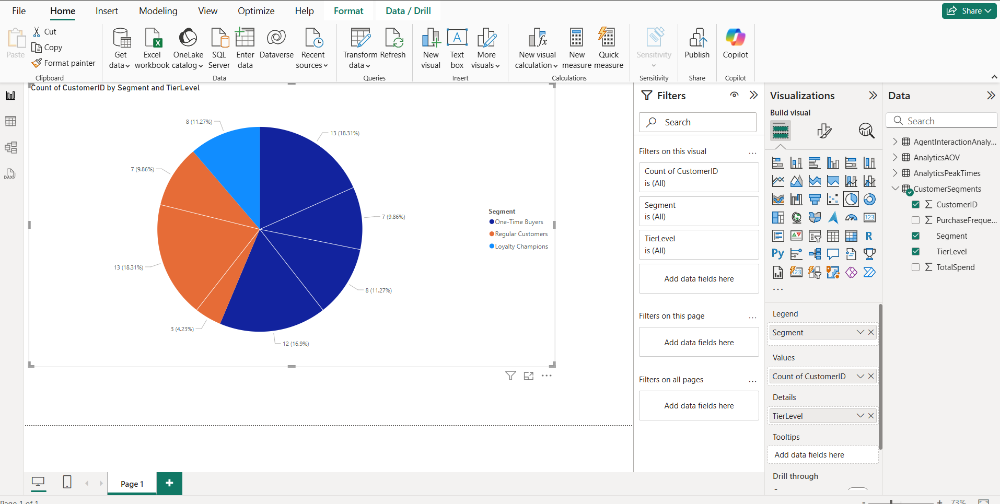 File Home Insert Modeling View Optimize Help Format Data / Drill Share
Paste
Cut
Copy
Format painter
Clipboard
Get data
Excel workbook
OneLake catalog
SQL Server
Enter data
Dataverse
Recent sources
Data
Transform data
Refresh
Queries
New visual
A
Text box
More visuals
Insert
New visual calculation
New measure
Quick measure
Calculations
Sensitivity
Sensitivity
Publish
Share
Copilot
Copilot
DAX
Count of CustomerID by Segment and TierLevel
8 (11.27%)
13 (18.31%)
7 (9.86%)
7 (9.86%)
13 (18.31%)
8 (11.27%)
3 (4.23%)
12 (16.9%)
Segment
One-Time Buyers
Regular Customers
Loyalty Champions
Filters
Search
Filters on this visual ...
Count of CustomerID
is (All)
Segment
is (All)
TierLevel
is (All)
Add data fields here
Filters on this page ...
Add data fields here
Filters on all pages ...
Add data fields here
Visualizations
Build visual
123
R
Py
123
...
Legend
Segment
Values
Count of CustomerID
Details
TierLevel
Tooltips
Add data fields here
Drill through
Data
Search
AgentInteractionAnaly...
AnalyticsAOV
AnalyticsPeakTimes
CustomerSegments
CustomerID
PurchaseFreque...
Segment
TierLevel
TotalSpend
Page 1
Page 1 of 1
73%